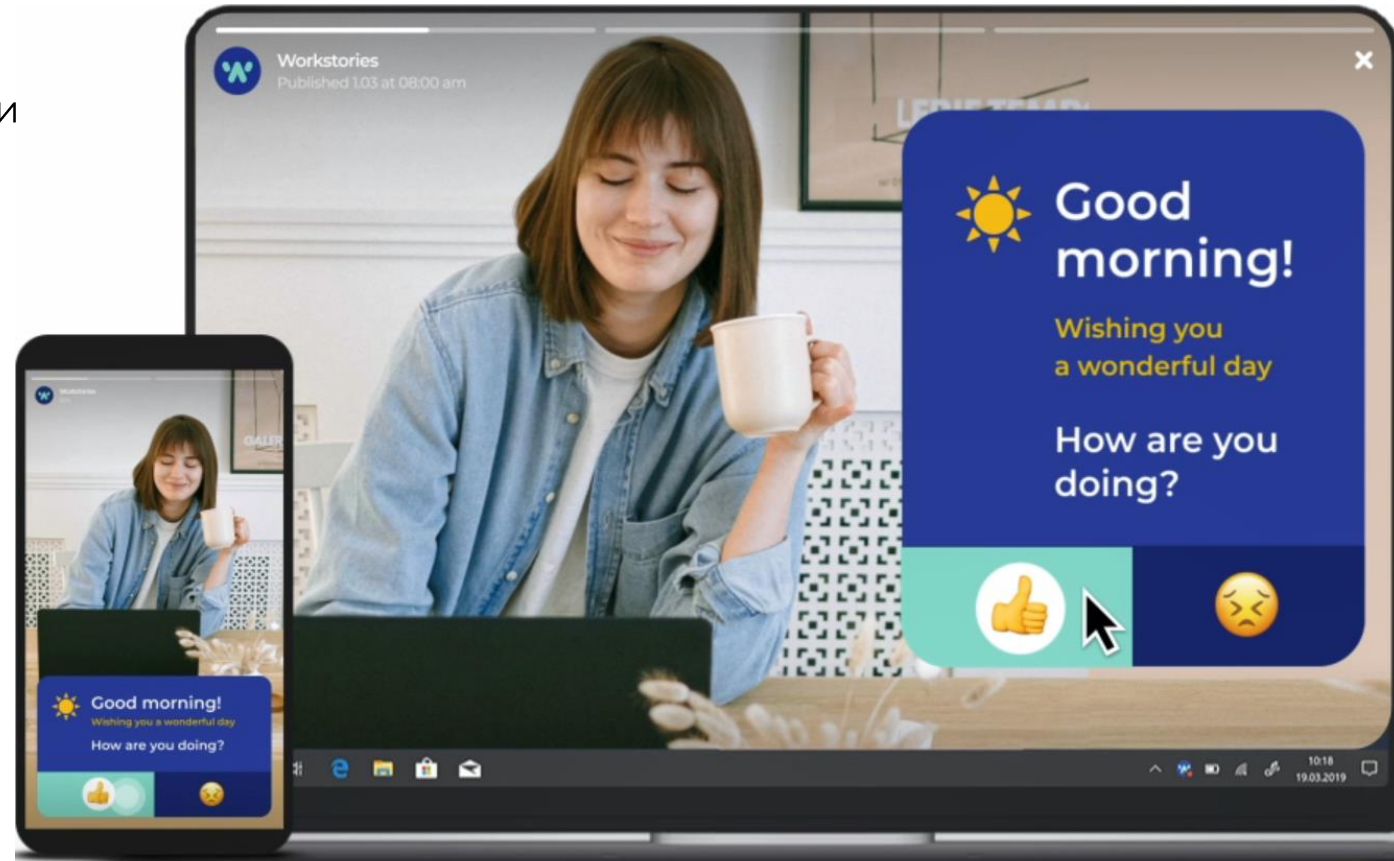 и
Workstories
Published 1.03 at 08:00 am
Good
morning!
Wishing you
a wonderful day
How are you
doing?
10:18
19.03.2019
Workstories
Good morning!
Wishing you a wonderful day
How are you doing?